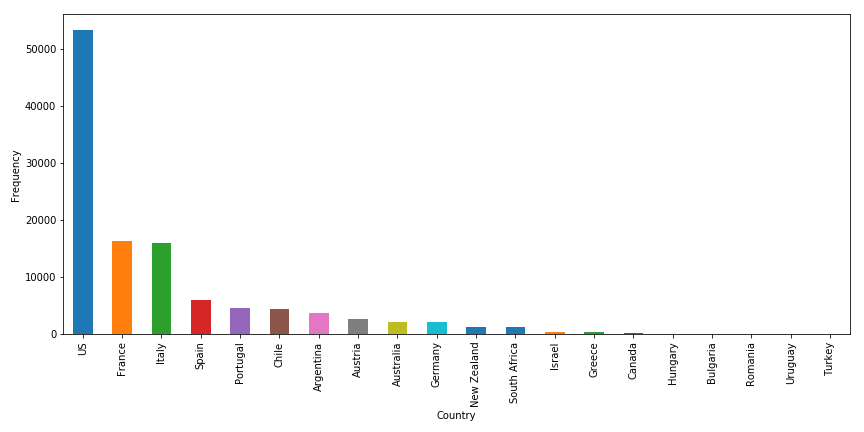 50000
40000
30000
20000
10000
0
Frequency
US
France
Italy
Spain
Portugal
Chile
Argentina
Austria
Australia
Germany
New Zealand
South Africa
Israel
Greece
Canada
Hungary
Bulgaria
Romania
Uruguay
Turkey
Country